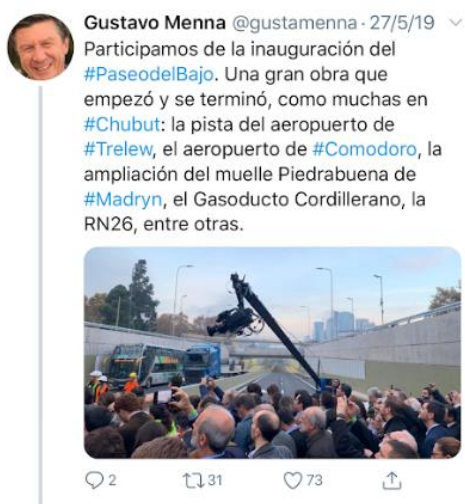 Gustavo Menna @gustamenna · 27/5/19
Participamos de la inauguración del
#PaseodelBajo. Una gran obra que
empezó y se terminó, como muchas en
#Chubut: la pista del aeropuerto de
#Trelew, el aeropuerto de #Comodoro, la
ampliación del muelle Piedrabuena de
#Madryn, el Gasoducto Cordillerano, la
RN26, entre otras.
2 31 73